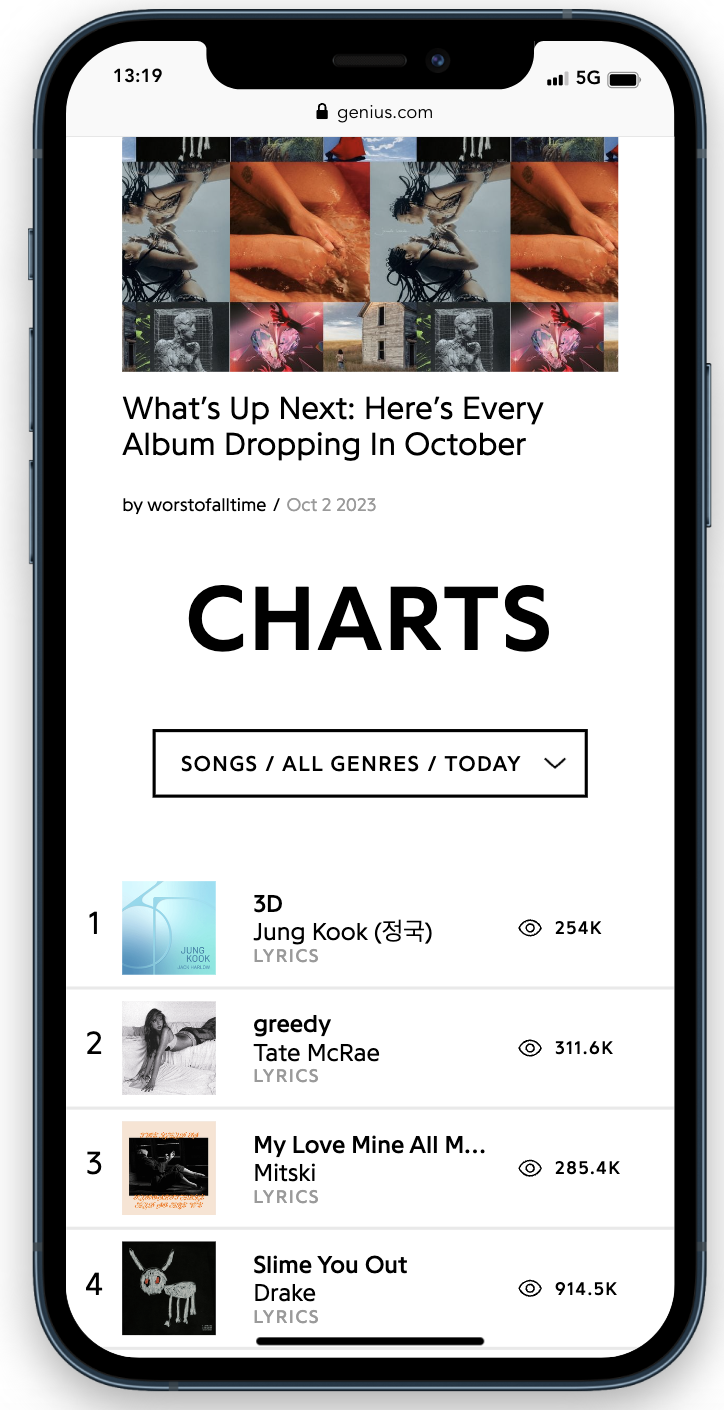 13:19
5G
genius.com
What’s Up Next: Here’s Every
Album Dropping In October
by worstofalltime / Oct 2 2023
CHARTS
SONGS / ALL GENRES / TODAY
1
JUNG
KOOK
JACK HARLOW
3D
Jung Kook (정국)
LYRICS
254K
2
greedy
Tate McRae
LYRICS
311.6K
3
My Love Mine All M...
Mitski
LYRICS
285.4K
4
Slime You Out
Drake
LYRICS
914.5K